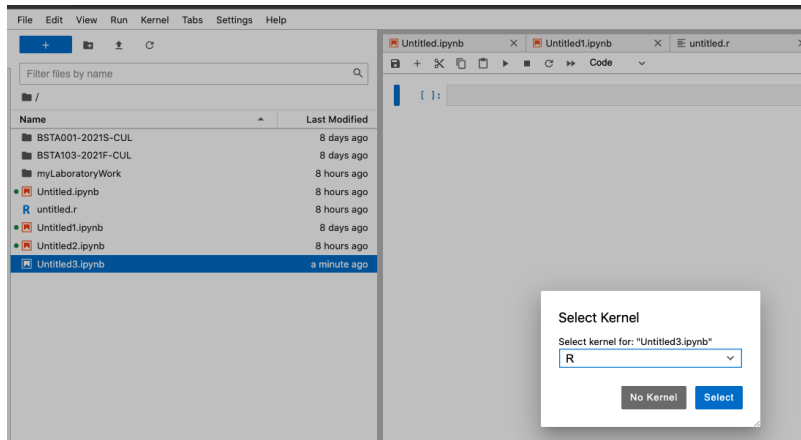 File Edit View Run Kernel Tabs Settings Help
+
Filter files by name
/
Name Last Modified
BSTA001-2021S-CUL 8 days ago
BSTA103-2021F-CUL 8 days ago
myLaboratoryWork 8 hours ago
Untitled.ipynb 8 hours ago
R untitled.r 8 hours ago
Untitled1.ipynb 8 days ago
Untitled2.ipynb 8 hours ago
Untitled3.ipynb a minute ago
Untitled.ipynb Untitled1.ipynb untitled.r
Code
[ ]:
Select Kernel
Select kernel for: "Untitled3.ipynb"
R
No Kernel Select